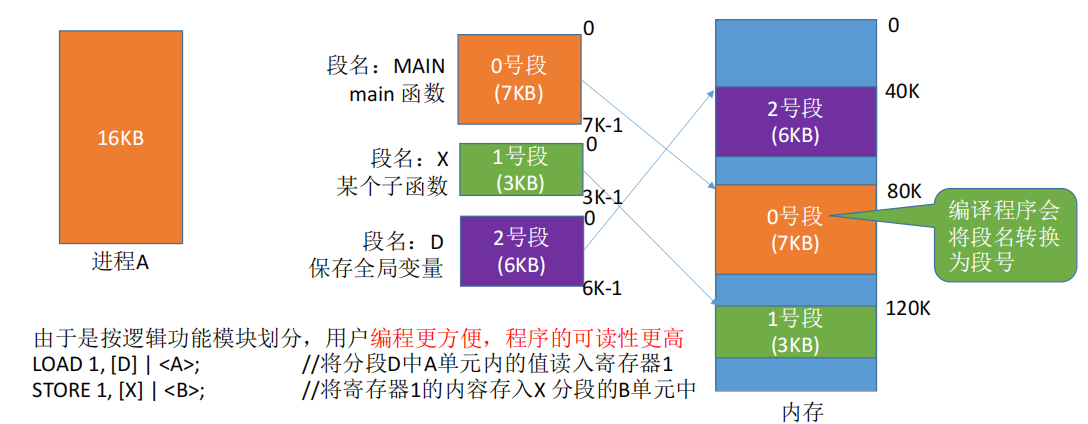 16KB
进程A
段名：MAIN
main 函数
0号段
(7KB)
0
7K-1
段名：X
某个子函数
1号段
(3KB)
0
3K-1
段名：D
保存全局变量
2号段
(6KB)
0
6K-1
0
40K
2号段
(6KB)
80K
0号段
(7KB)
120K
1号段
(3KB)
内存
编译程序会
将段名转换
为段号
由于是按逻辑功能模块划分，用户编程更方便，程序的可读性更高
LOAD 1, [D] | <A>; //将分段D中A单元内的值读入寄存器1
STORE 1, [X] | <B>; //将寄存器1的内容存入X 分段的B单元中